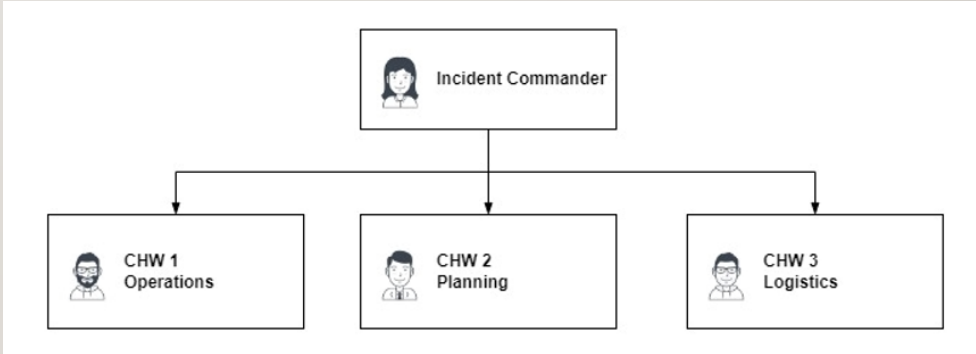 Incident Commander
CHW 1
Operations
CHW 2
Planning
CHW 3
Logistics